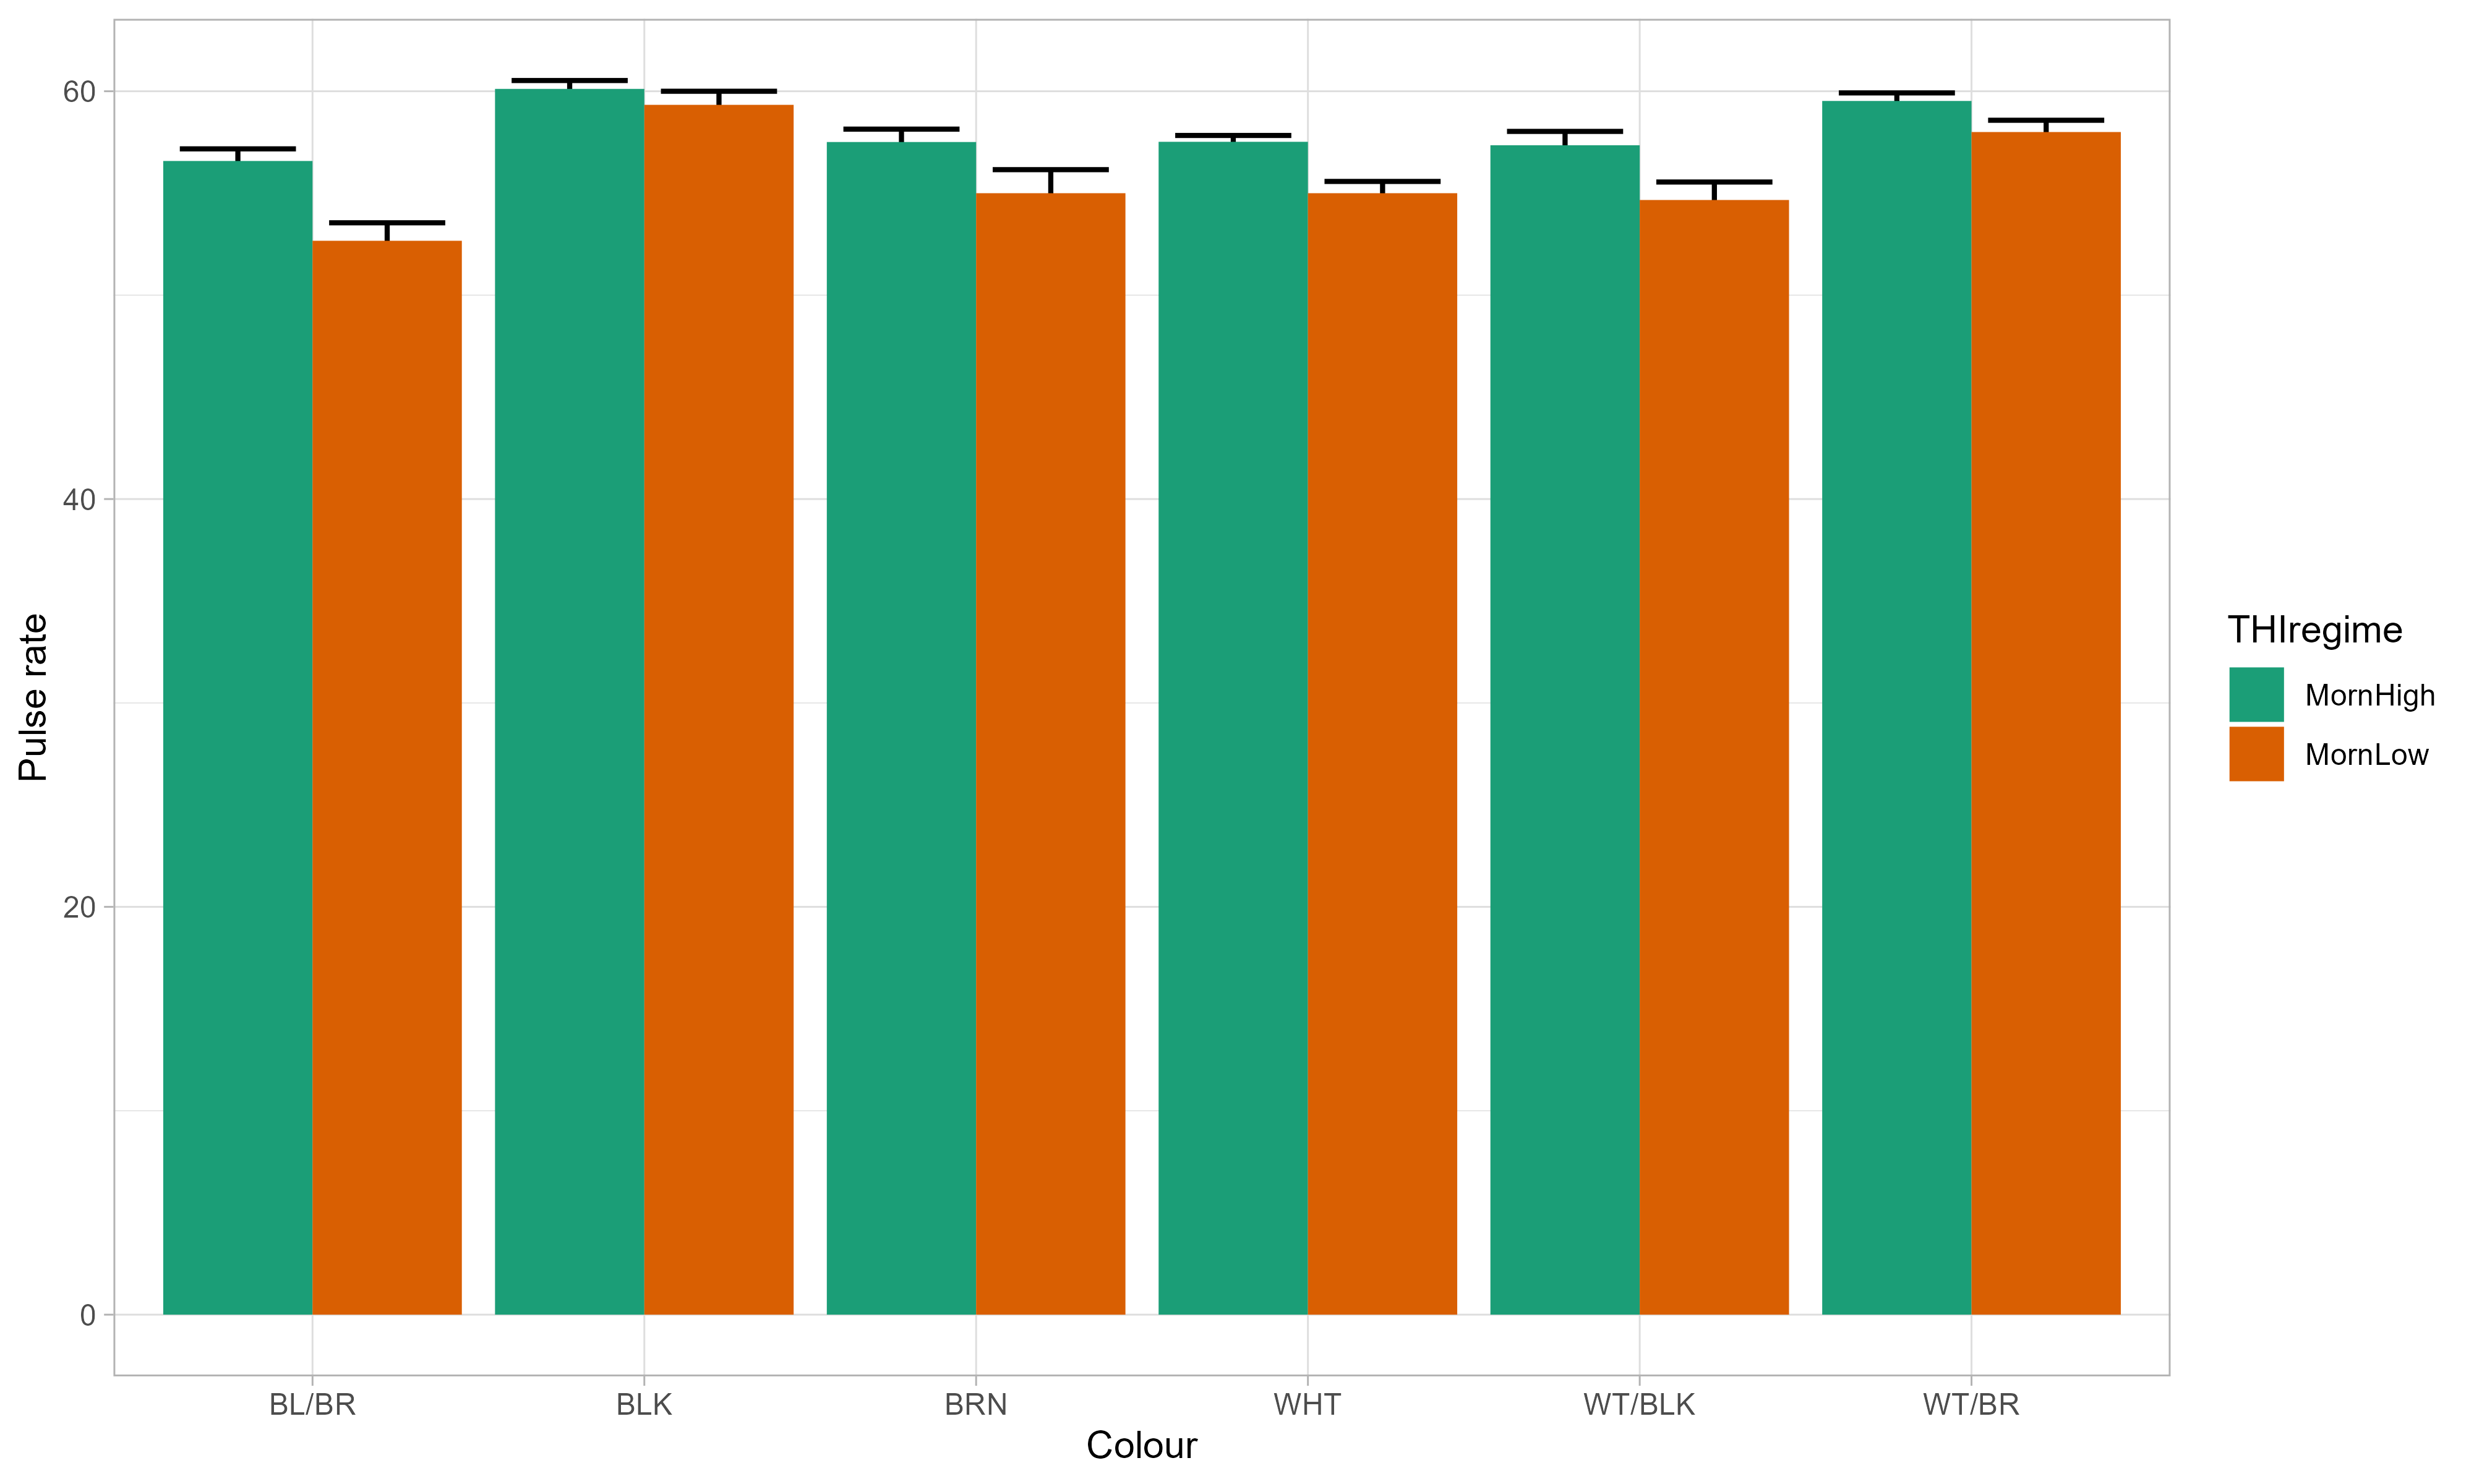 60
40
20
0
Pulse rate
BL/BR
BLK
BRN
WHT
WT/BLK
WT/BR
Colour
THIregime
MornHigh
MornLow